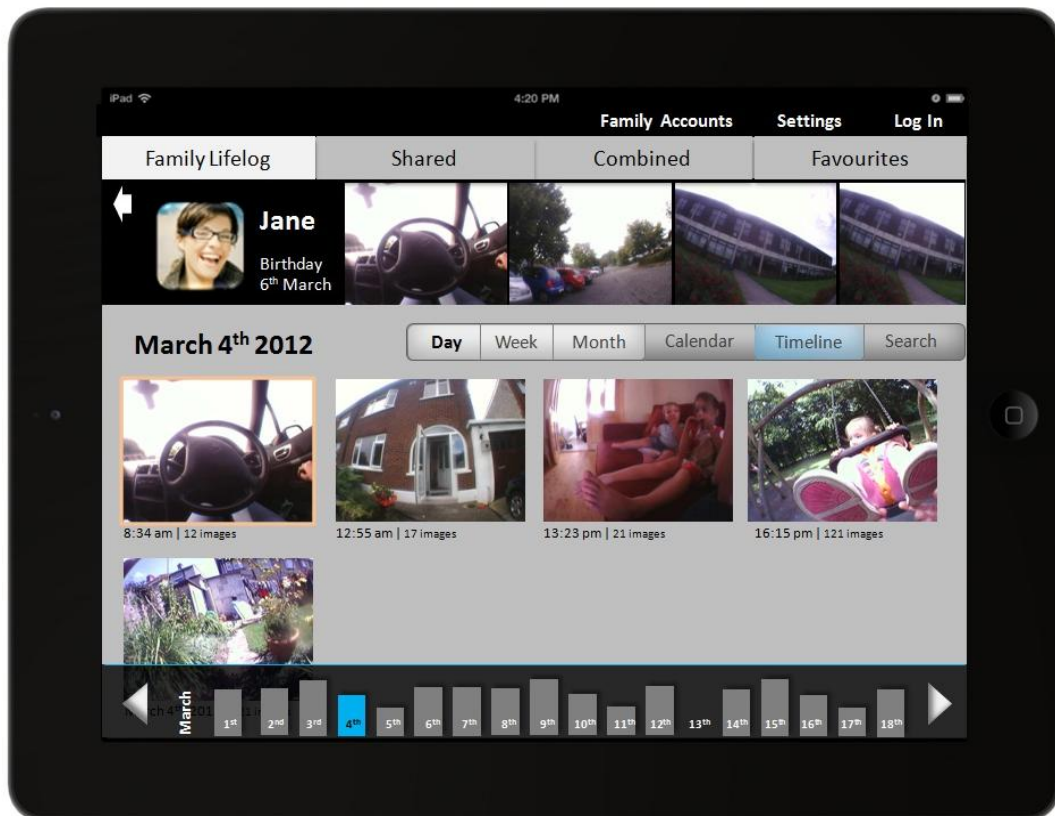 iPad 4:20 PM
Family Accounts Settings Log In
Family Lifelog Shared Combined Favourites
Jane
Birthday
6th March
March 4th 2012 Day Week Month Calendar Timeline Search
8:34 am | 12 images 12:55 am | 17 images 13:23 pm | 21 images 16:15 pm | 121 images
March 1st 2nd 3rd 4th 5th 6th 7th 8th 9th 10th 11th 12th 13th 14th 15th 16th 17th 18th